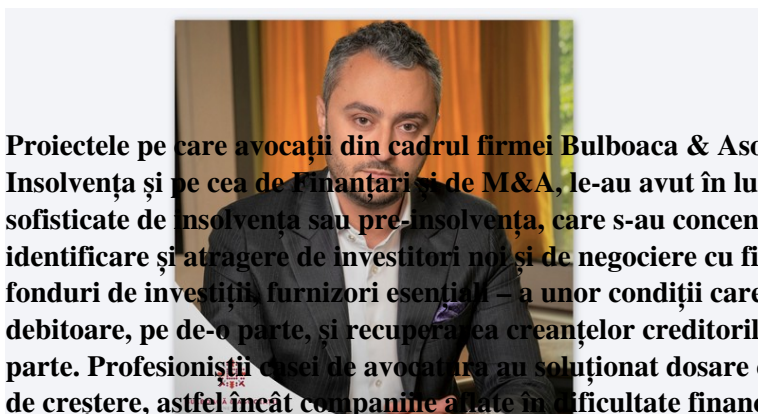 Proiectele pe care avocații din cadrul firmei Bulboaca & Aso
Insolvența și pe cea de Finanțari și de M&A, le-au avut în lu
sofisticate de insolvența sau pre-insolvența, care s-au concen
identificare și atragere de investitori noi și de negociere cu fi
fonduri de investiții, furnizori esențiali – a unor condiții care
debitoare, pe de-o parte, și recuperarea creanțelor creditoril
parte. Profesioniștii casei de avocatura au soluționat dosare
de creștere, astfel încât companiile aflate în dificultate financ